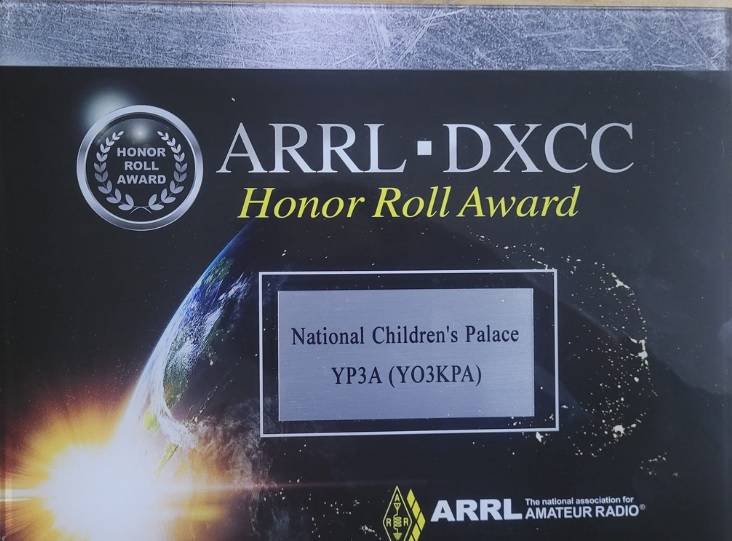 HONOR
ROLL
AWARD
ARRL · DXCC
Honor Roll Award
National Children's Palace
YP3A (YO3KPA)
A
R R
L
ARRL The national association for
AMATEUR RADIO®